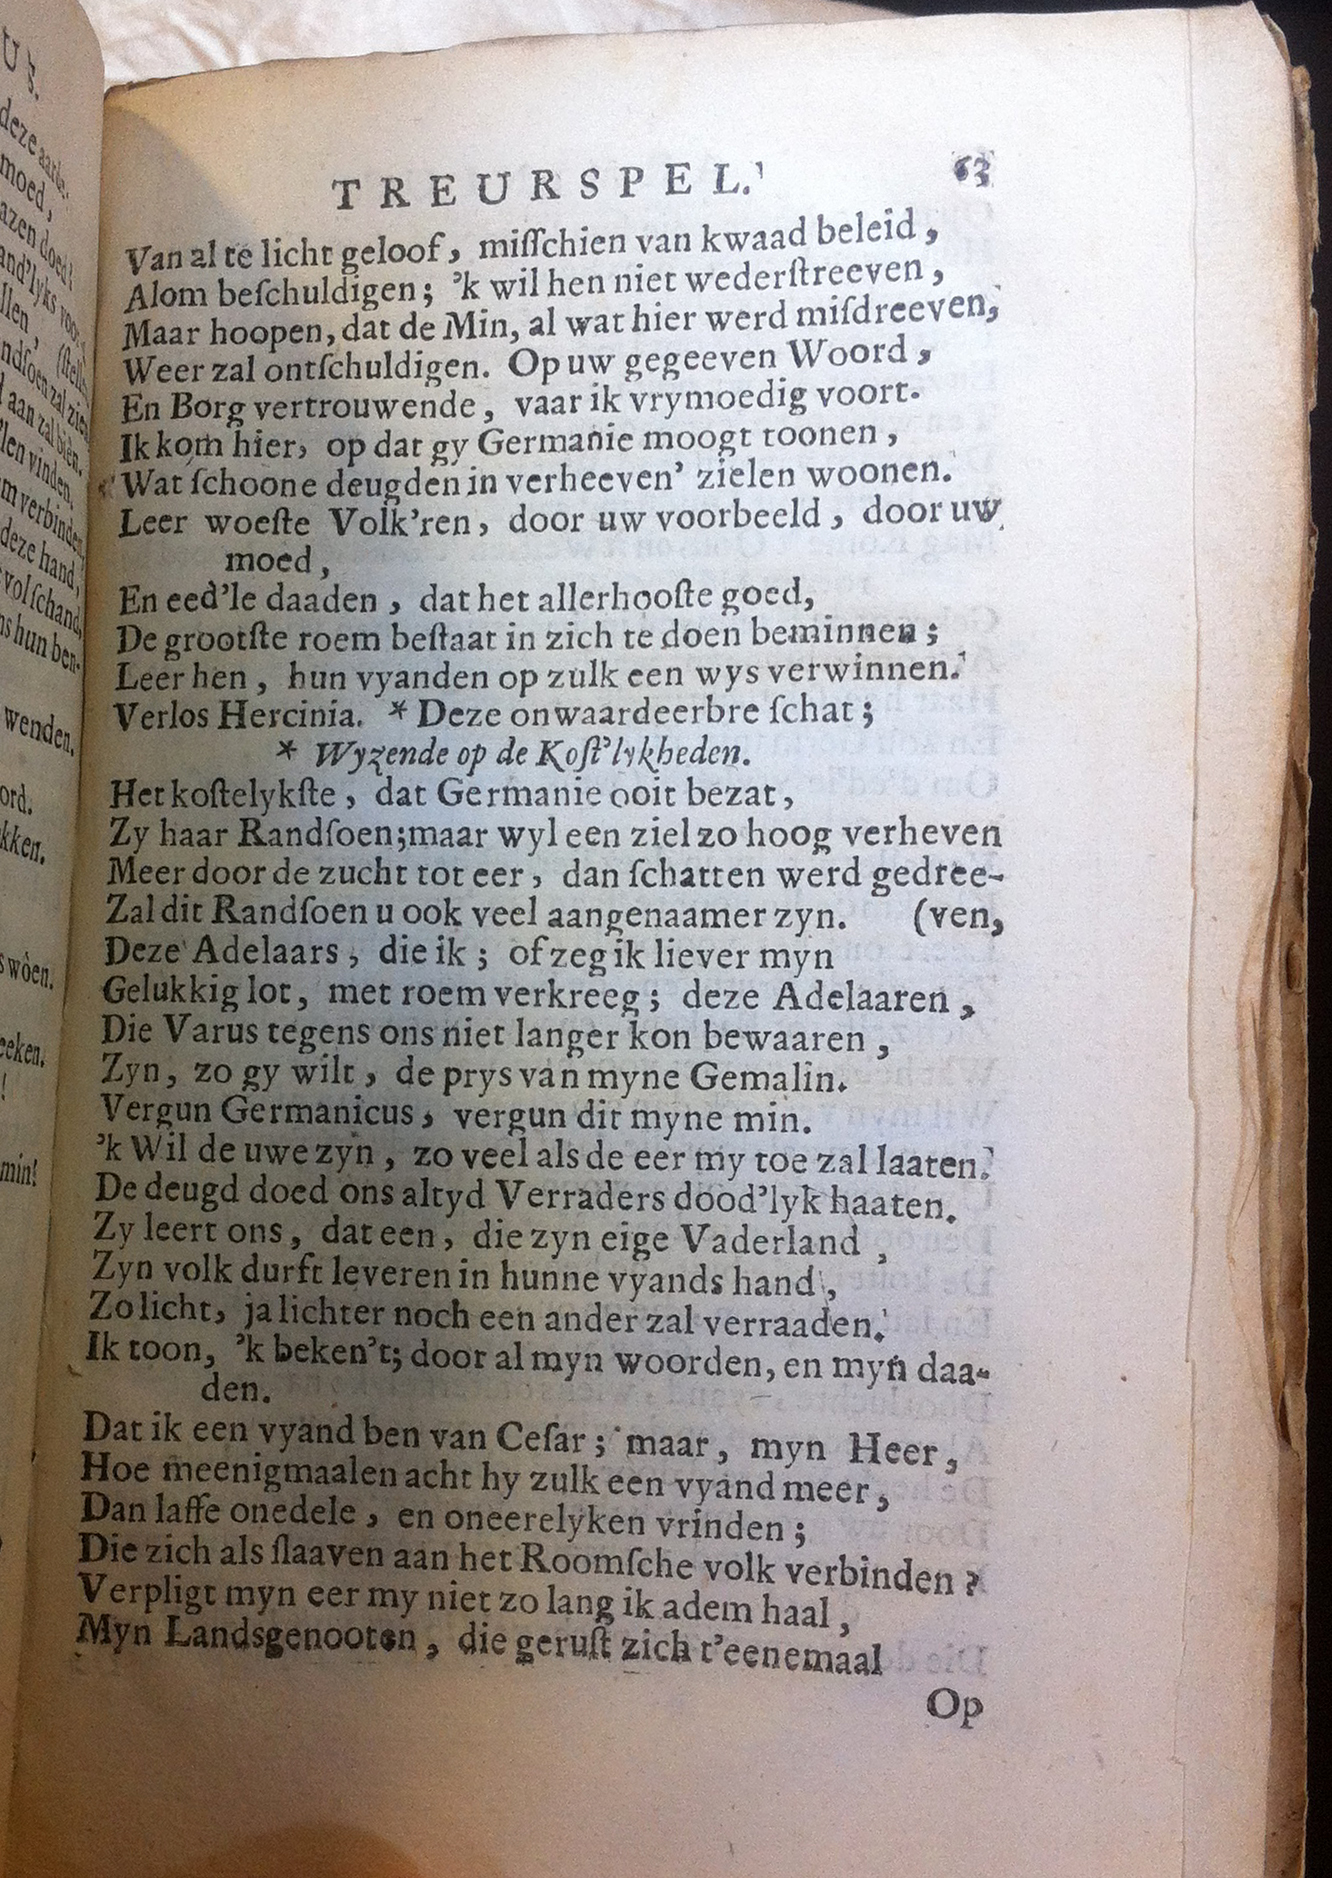 TREURSPEL. 63
Van al te licht geloof, miſſchien van kwaad beleid,
Alom beſchuldigen; 'k wil hen niet wederſtreeven,
Maar hoopen, dat de Min, al wat hier werd miſdreeven,
Weer zal ontſchuldigen. Op uw gegeeven Woord,
En Borg vertrouwende, vaar ik vrymoedig voort.
Ik kom hier, op dat gy Germanie moogt toonen,
"Wat ſchoone deugden in verheeven' zielen woonen.
Leer woeſte Volk'ren, door uw voorbeeld, door uw
moed,
En eed'le daaden, dat het allerhooſte goed,
De grootſte roem beſtaat in zich te doen beminnen;
Leer hen, hun vyanden op zulk een wys verwinnen.
Verlos Hercinia. * Deze onwaardeerbre ſchat;
* Wyzende op de Koſt'lykheden.
Het koſtelykſte, dat Germanie ooit bezat,
Zy haar Randſoen; maar wyl een ziel zo hoog verheven
Meer door de zucht tot eer, dan ſchatten werd gedree-
Zal dit Randſoen u ook veel aangenaamer zyn. (ven,
Deze Adelaars, die ik; of zeg ik liever myn
Gelukkig lot, met roem verkreeg; deze Adelaaren,
Die Varus tegens ons niet langer kon bewaaren,
Zyn, zo gy wilt, de prys van myne Gemalin.
Vergun Germanicus, vergun dit myne min.
'k Wil de uwe zyn, zo veel als de eer my toe zal laaten.
De deugd doed ons altyd Verraders dood'lyk haaten.
Zy leert ons, dat een, die zyn eige Vaderland,
Zyn volk durft leveren in hunne vyands hand,
Zo licht, ja lichter noch een ander zal verraaden.
Ik toon, 'k beken't; door al myn woorden, en myn daa-
den.
Dat ik een vyand ben van Ceſar; maar, myn Heer,
Hoe meenigmaalen acht hy zulk een vyand meer,
Dan laffe onedele, en oneerelyken vrinden;
Die zich als ſlaaven aan het Roomſche volk verbinden?
Verpligt myn eer my niet zo lang ik adem haal,
Myn Landsgenooten, die geruſt zich t'eenemaal
Op